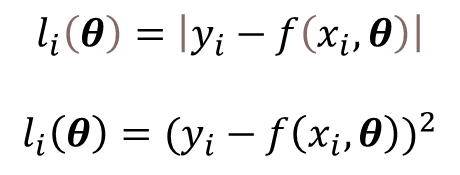 lᵢ(𝜽) = |yᵢ − f(xᵢ, 𝜽)|
lᵢ(𝜽) = (yᵢ − f(xᵢ, 𝜽))²